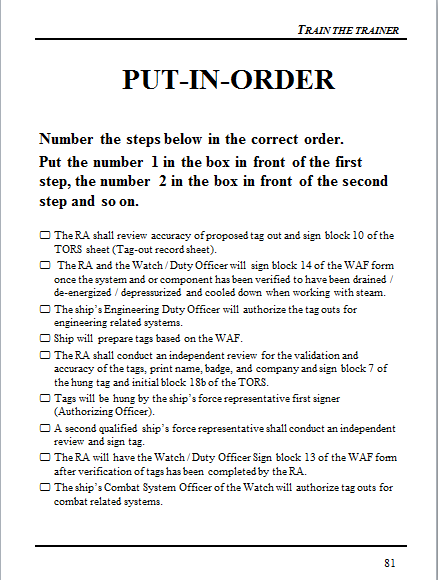 TRAIN THE TRAINER
PUT-IN-ORDER
Number the steps below in the correct order.
Put the number 1 in the box in front of the first
step, the number 2 in the box in front of the second
step and so on.
The RA shall review accuracy of proposed tag out and sign block 10 of the
TORS sheet (Tag-out record sheet).
The RA and the Watch / Duty Officer will sign block 14 of the WAF form
once the system and or component has been verified to have been drained /
de-energized / depressurized and cooled down when working with steam.
The ship's Engineering Duty Officer will authorize the tag outs for
engineering related systems.
Ship will prepare tags based on the WAF.
The RA shall conduct an independent review for the validation and
accuracy of the tags, print name, badge, and company and sign block 7 of
the hung tag and initial block 18b of the TORS.
Tags will be hung by the ship's force representative first signer
(Authorizing Officer).
A second qualified ship's force representative shall conduct an independent
review and sign tag.
The RA will have the Watch / Duty Officer Sign block 13 of the WAF form
after verification of tags has been completed by the RA.
The ship's Combat System Officer of the Watch will authorize tag outs for
combat related systems.
81